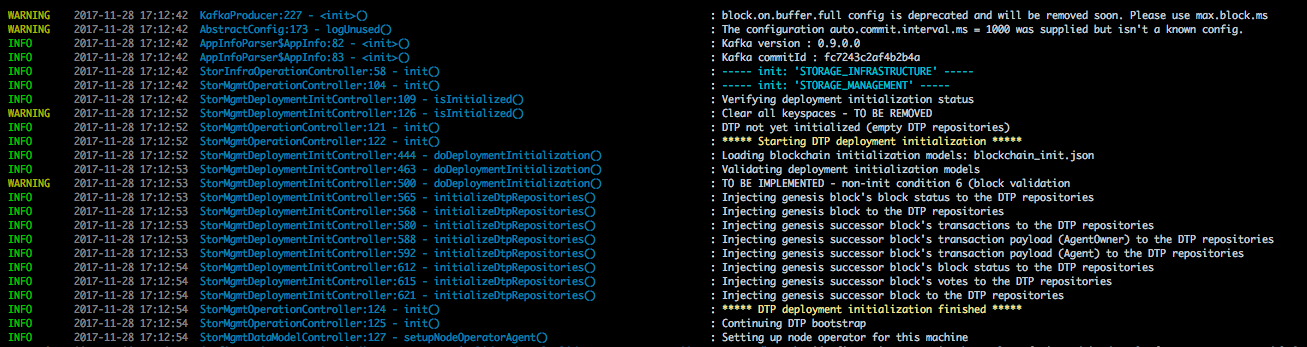 WARNING 2017-11-28 17:12:42 KafkaProducer:227 - <init>() : block.on.buffer.full config is deprecated and will be removed soon. Please use max.block.ms
WARNING 2017-11-28 17:12:42 AbstractConfig:173 - logUnused() : The configuration auto.commit.interval.ms = 1000 was supplied but isn't a known config.
INFO 2017-11-28 17:12:42 AppInfoParser$AppInfo:82 - <init>() : Kafka version : 0.9.0.0
INFO 2017-11-28 17:12:42 AppInfoParser$AppInfo:83 - <init>() : Kafka commitId : fc7243c2af4b2b4a
INFO 2017-11-28 17:12:42 StorInfraOperationController:58 - init() : ----- init: 'STORAGE_INFRASTRUCTURE' -----
INFO 2017-11-28 17:12:42 StorMgmtOperationController:104 - init() : ----- init: 'STORAGE_MANAGEMENT' -----
INFO 2017-11-28 17:12:42 StorMgmtDeploymentInitController:109 - isInitialized() : Verifying deployment initialization status
WARNING 2017-11-28 17:12:52 StorMgmtDeploymentInitController:126 - isInitialized() : Clear all keyspaces - TO BE REMOVED
INFO 2017-11-28 17:12:52 StorMgmtOperationController:121 - init() : DTP not yet initialized (empty DTP repositories)
INFO 2017-11-28 17:12:52 StorMgmtOperationController:122 - init() : ***** Starting DTP deployment initialization *****
INFO 2017-11-28 17:12:52 StorMgmtDeploymentInitController:444 - doDeploymentInitialization() : Loading blockchain initialization models: blockchain_init.json
INFO 2017-11-28 17:12:53 StorMgmtDeploymentInitController:463 - doDeploymentInitialization() : Validating deployment initialization models
WARNING 2017-11-28 17:12:53 StorMgmtDeploymentInitController:500 - doDeploymentInitialization() : TO BE IMPLEMENTED - non-init condition 6 (block validation
INFO 2017-11-28 17:12:53 StorMgmtDeploymentInitController:565 - initializeDtpRepositories() : Injecting genesis block's block status to the DTP repositories
INFO 2017-11-28 17:12:53 StorMgmtDeploymentInitController:568 - initializeDtpRepositories() : Injecting genesis block to the DTP repositories
INFO 2017-11-28 17:12:53 StorMgmtDeploymentInitController:580 - initializeDtpRepositories() : Injecting genesis successor block's transactions to the DTP repositories
INFO 2017-11-28 17:12:53 StorMgmtDeploymentInitController:588 - initializeDtpRepositories() : Injecting genesis successor block's transaction payload (AgentOwner) to the DTP repositories
INFO 2017-11-28 17:12:53 StorMgmtDeploymentInitController:592 - initializeDtpRepositories() : Injecting genesis successor block's transaction payload (Agent) to the DTP repositories
INFO 2017-11-28 17:12:54 StorMgmtDeploymentInitController:612 - initializeDtpRepositories() : Injecting genesis successor block's block status to the DTP repositories
INFO 2017-11-28 17:12:54 StorMgmtDeploymentInitController:615 - initializeDtpRepositories() : Injecting genesis successor block's votes to the DTP repositories
INFO 2017-11-28 17:12:54 StorMgmtDeploymentInitController:621 - initializeDtpRepositories() : Injecting genesis successor block to the DTP repositories
INFO 2017-11-28 17:12:54 StorMgmtOperationController:124 - init() : ***** DTP deployment initialization finished *****
INFO 2017-11-28 17:12:54 StorMgmtOperationController:125 - init() : Continuing DTP bootstrap
INFO 2017-11-28 17:12:54 StorMgmtDataModelController:127 - setupNodeOperatorAgent() : Setting up node operator for this machine